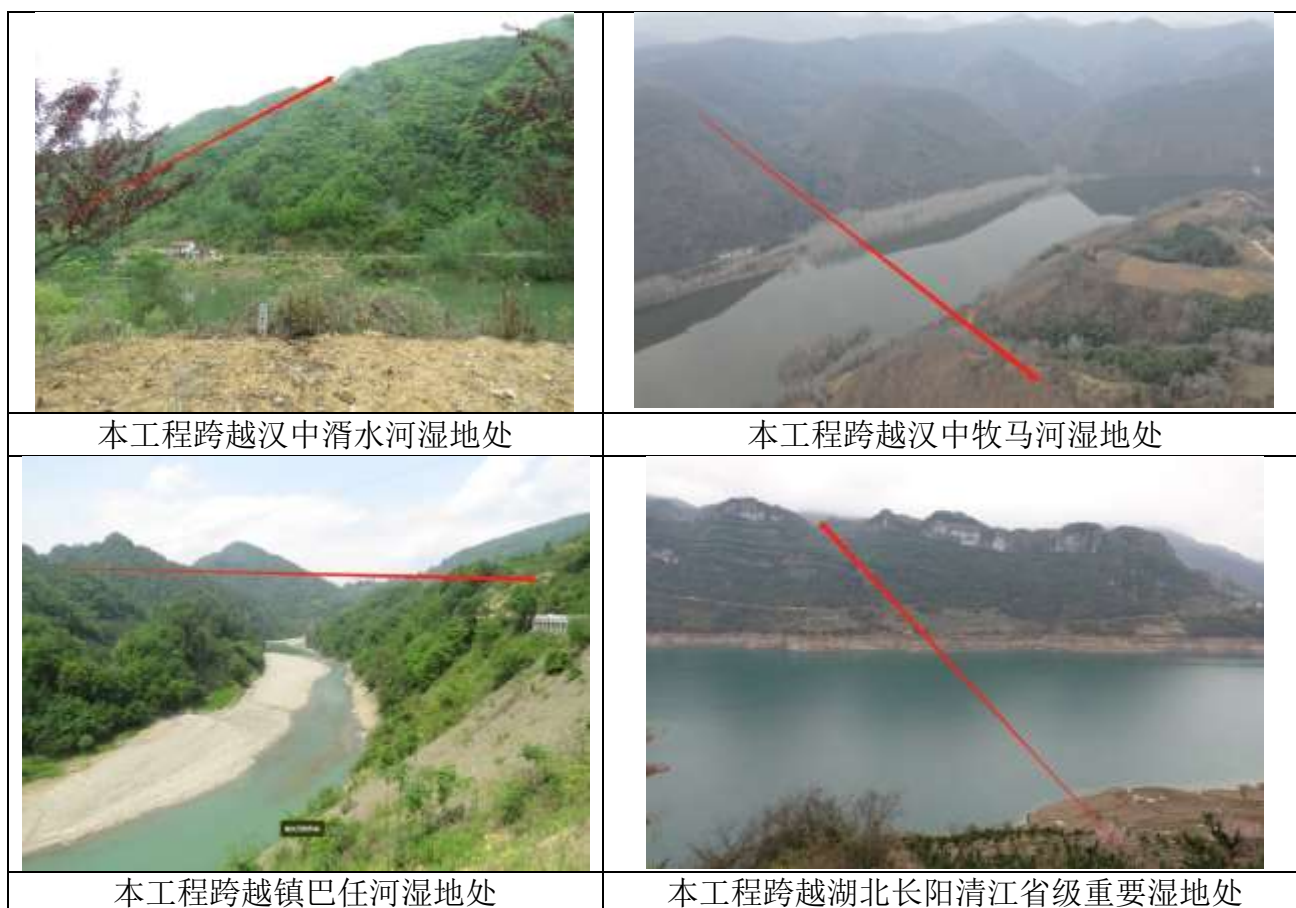 本工程跨越汉中湑水河湿地处
本工程跨越汉中牧马河湿地处
本工程跨越镇巴任河湿地处
本工程跨越湖北长阳清江省级重要湿地处